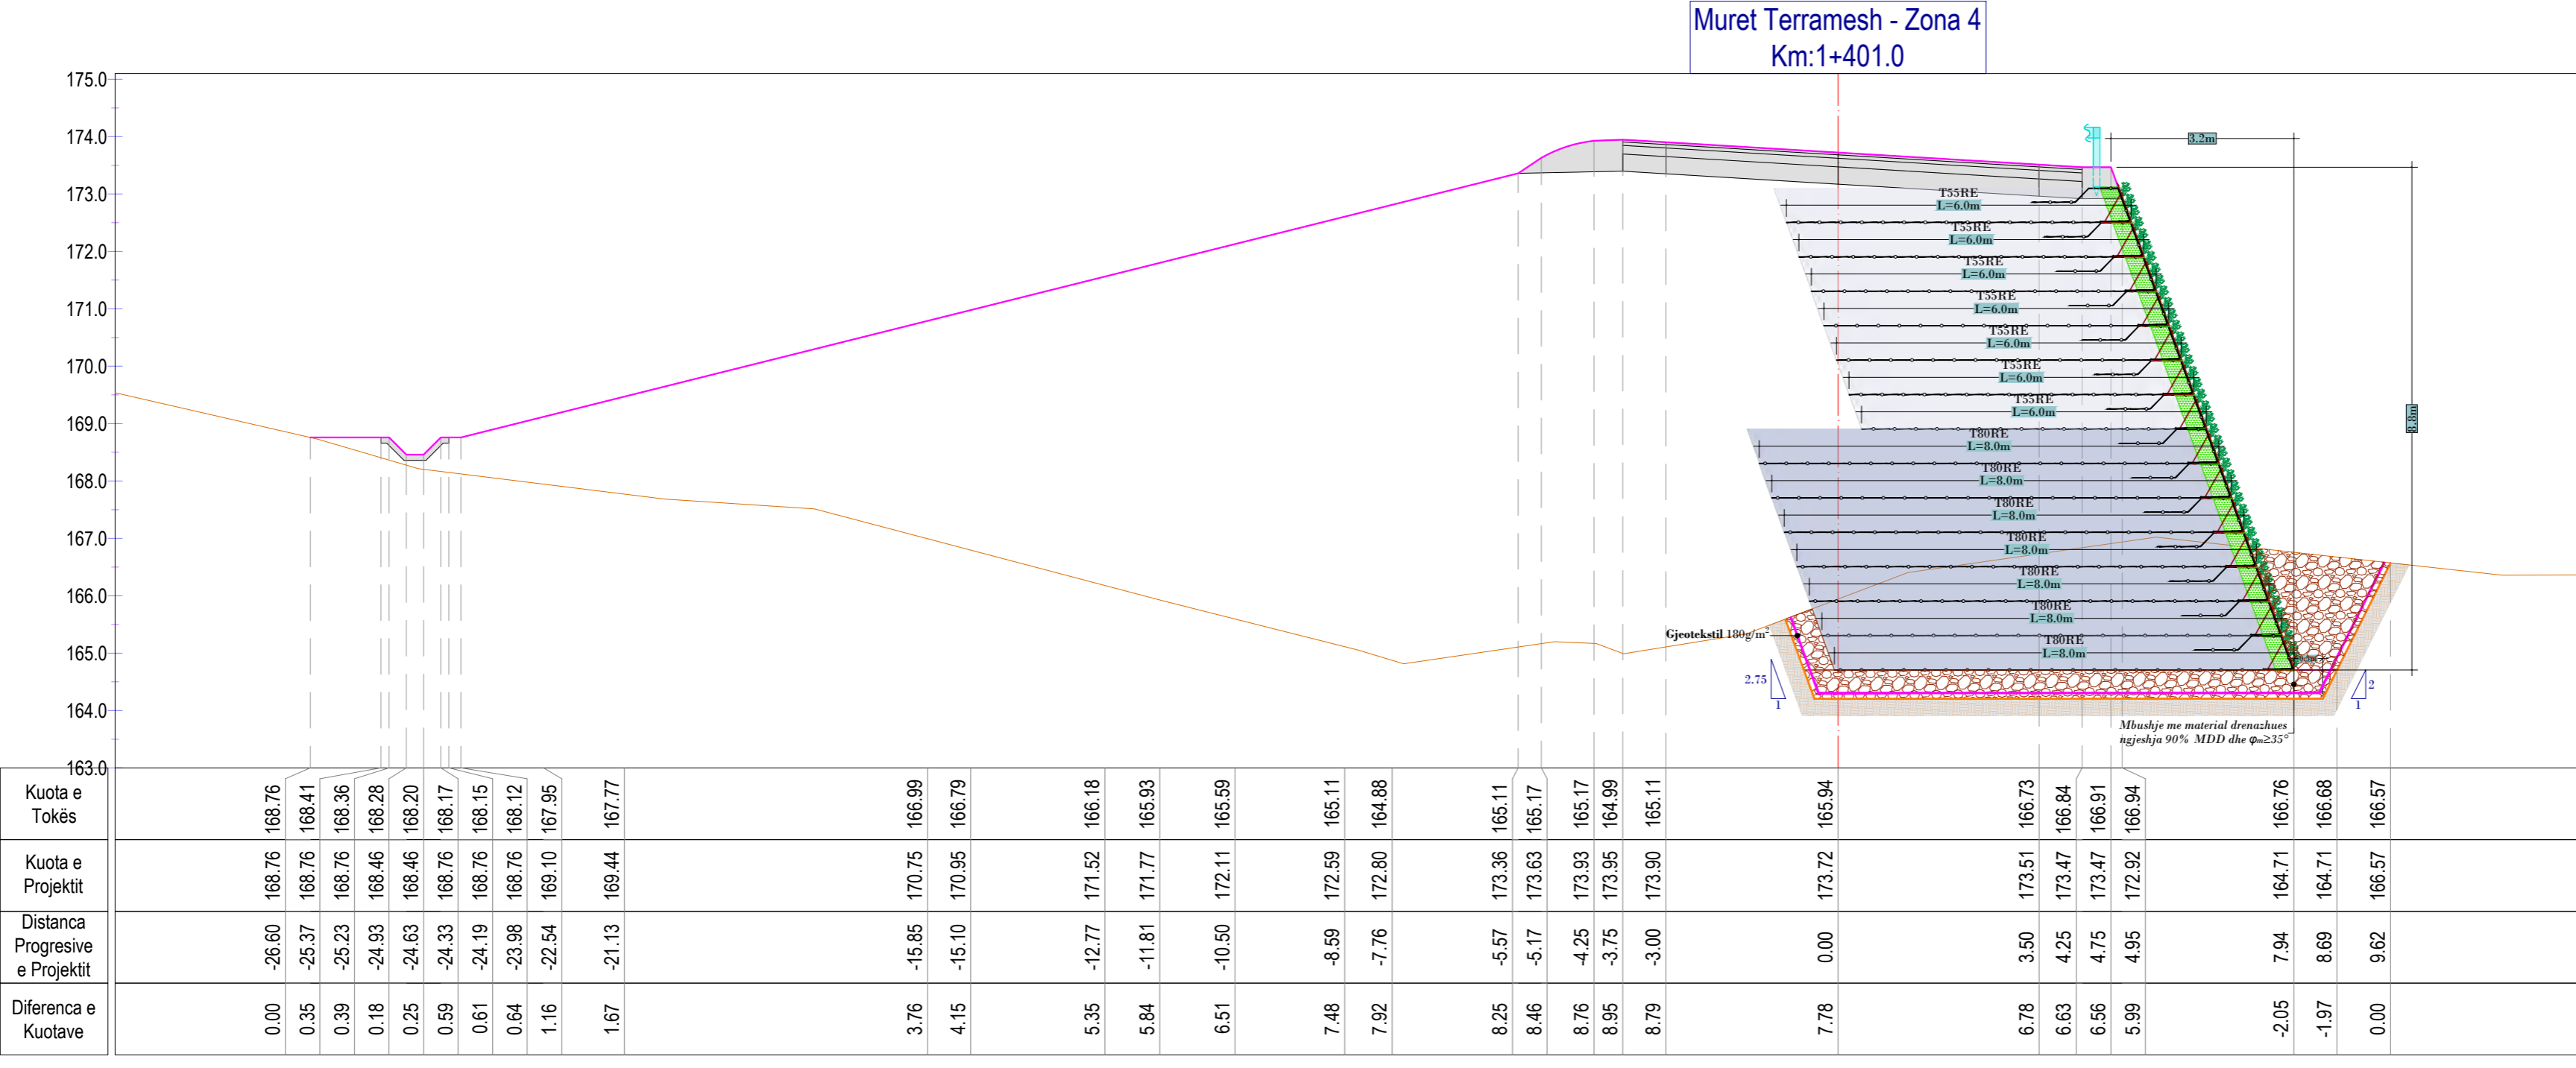 Muret Terramesh - Zona 4
Km:1+401.0
175.0
174.0
173.0
172.0
171.0
170.0
169.0
168.0
167.0
166.0
165.0
164.0
163.0
3.2m
8.8m
T55RE
L=6.0m
T55RE
L=6.0m
T55RE
L=6.0m
T55RE
L=6.0m
T55RE
L=6.0m
T55RE
L=6.0m
T55RE
L=6.0m
T80RE
L=8.0m
T80RE
L=8.0m
T80RE
L=8.0m
T80RE
L=8.0m
T80RE
L=8.0m
T80RE
L=8.0m
T80RE
L=8.0m
Gjeotekstil 180g/m²
2.75
1
2
1
Mbushje me material drenazhues
ngjeshja 90% MDD dhe φm≥35°
Kuota e
Tokës
168.76 168.41 168.36 168.28 168.20 168.17 168.15 168.12 167.95 167.77 166.99 166.79 166.18 165.93 165.59 165.11 164.88 165.11 165.17 165.17 164.99 165.11 165.94 166.73 166.84 166.91 166.94 166.76 166.68 166.57
Kuota e
Projektit
168.76 168.76 168.76 168.46 168.46 168.76 168.76 168.76 169.10 169.44 170.75 170.95 171.52 171.77 172.11 172.59 172.80 173.36 173.63 173.93 173.95 173.90 173.72 173.51 173.47 173.47 172.92 164.71 164.71 166.57
Distanca
Progresive
e Projektit
-26.60 -25.37 -25.23 -24.93 -24.63 -24.33 -24.19 -23.98 -22.54 -21.13 -15.85 -15.10 -12.77 -11.81 -10.50 -8.59 -7.76 -5.57 -5.17 -4.25 -3.75 -3.00 0.00 3.50 4.25 4.75 4.95 7.94 8.69 9.62
Diferenca e
Kuotave
0.00 0.35 0.39 0.18 0.25 0.59 0.61 0.64 1.16 1.67 3.76 4.15 5.35 5.84 6.51 7.48 7.92 8.25 8.46 8.76 8.95 8.79 7.78 6.78 6.63 6.56 5.99 -2.05 -1.97 0.00